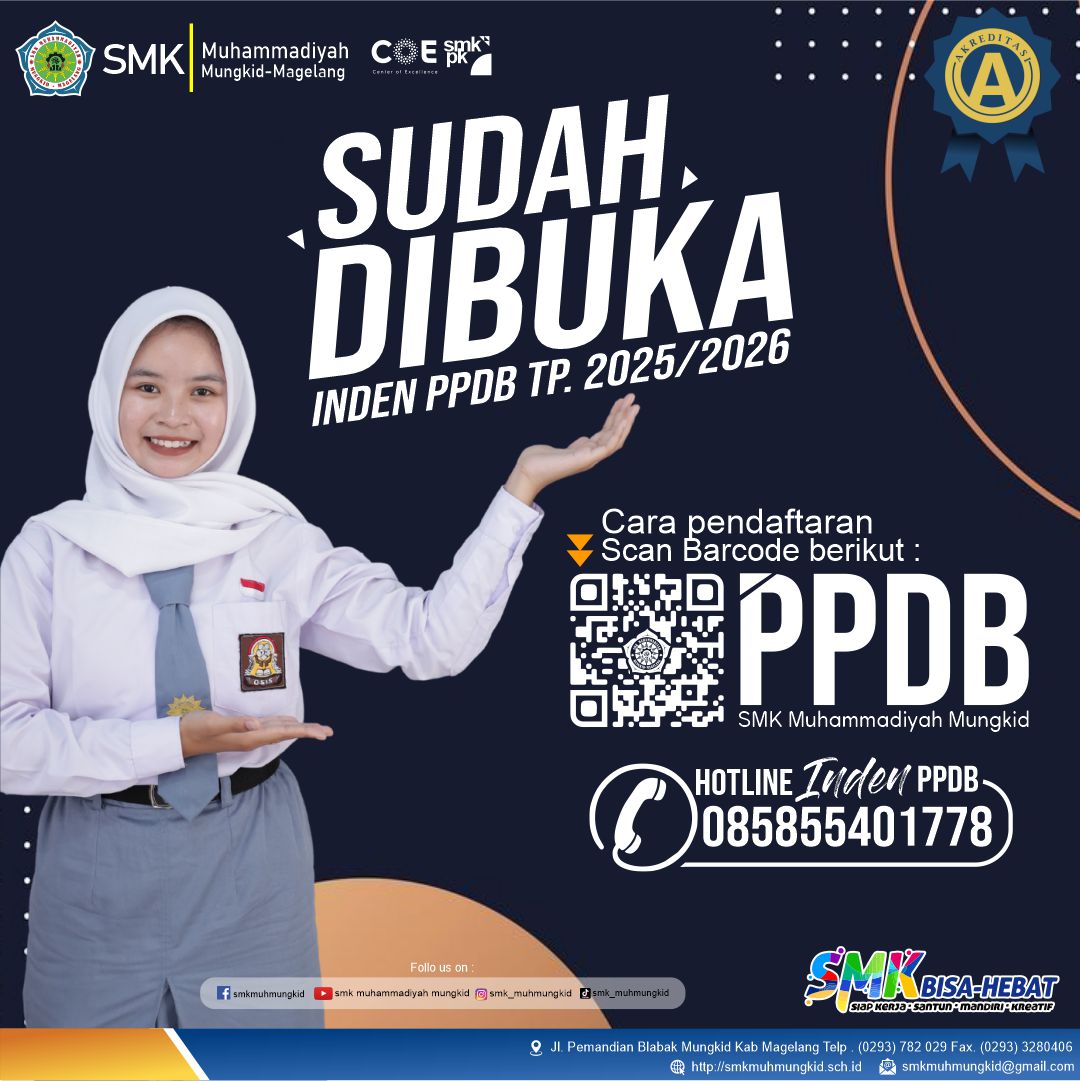 SMK
Muhammadiyah
Mungkid-Magelang
COE
Center of Excellence
smk
pk
AKREDITASI
A
SUDAH
DIBUKA
INDEN PPDB TP. 2025/2026
Cara pendaftaran
Scan Barcode berikut :
PPDB
SMK Muhammadiyah Mungkid
OSIS
HOTLINE Inden PPDB
085855401778
Follo us on :
smkmuhmungkid
smk muhammadiyah mungkid
smk_muhmungkid
smk_muhmungkid
SMK BISA-HEBAT
SIAP KERJA • SANTUN • MANDIRI • KREATIF
Jl. Pemandian Blabak Mungkid Kab Magelang Telp . (0293) 782 029 Fax. (0293) 3280406
http://smkmuhmungkid.sch.id
smkmuhmungkid@gmail.com